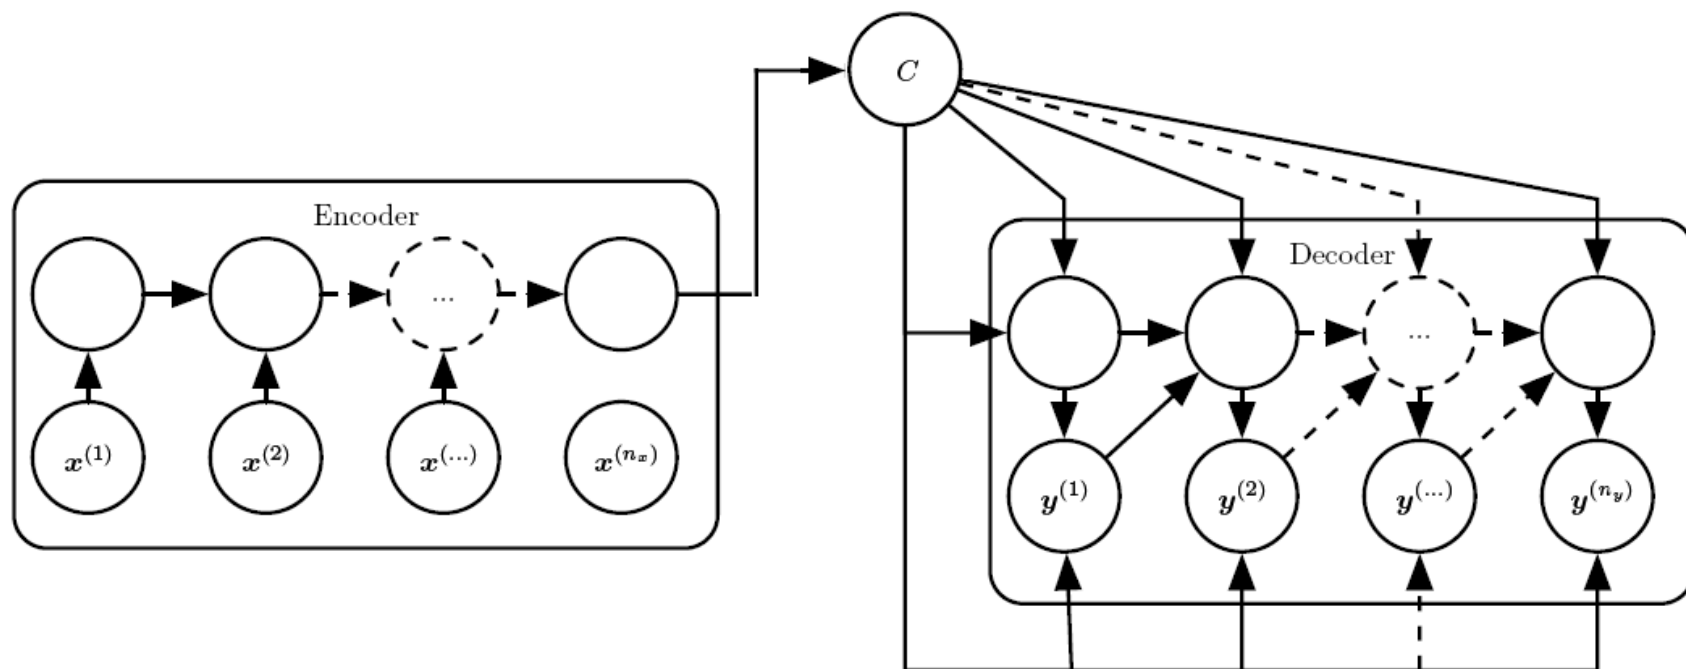 C
Encoder
...
x^(1) x^(2) x^(...) x^(n_x)
Decoder
...
y^(1) y^(2) y^(...) y^(n_y)